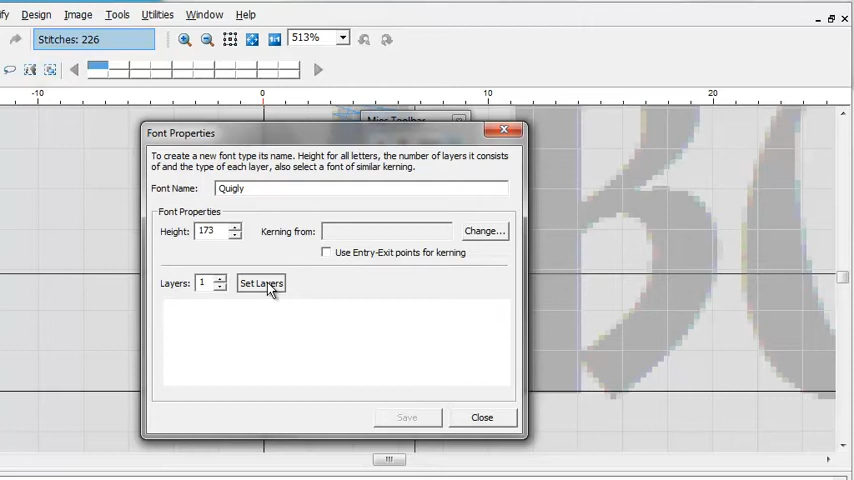 Design Image Tools Utilities Window Help
Stitches: 226
1:1
513%
-10 0 10 20
Font Properties
To create a new font type its name. Height for all letters, the number of layers it consists
of and the type of each layer, also select a font of similar kerning.
Font Name: Quigly
Font Properties
Height: 173 Kerning from: Change...
Use Entry-Exit points for kerning
Layers: 1 Set Layers
Save Close